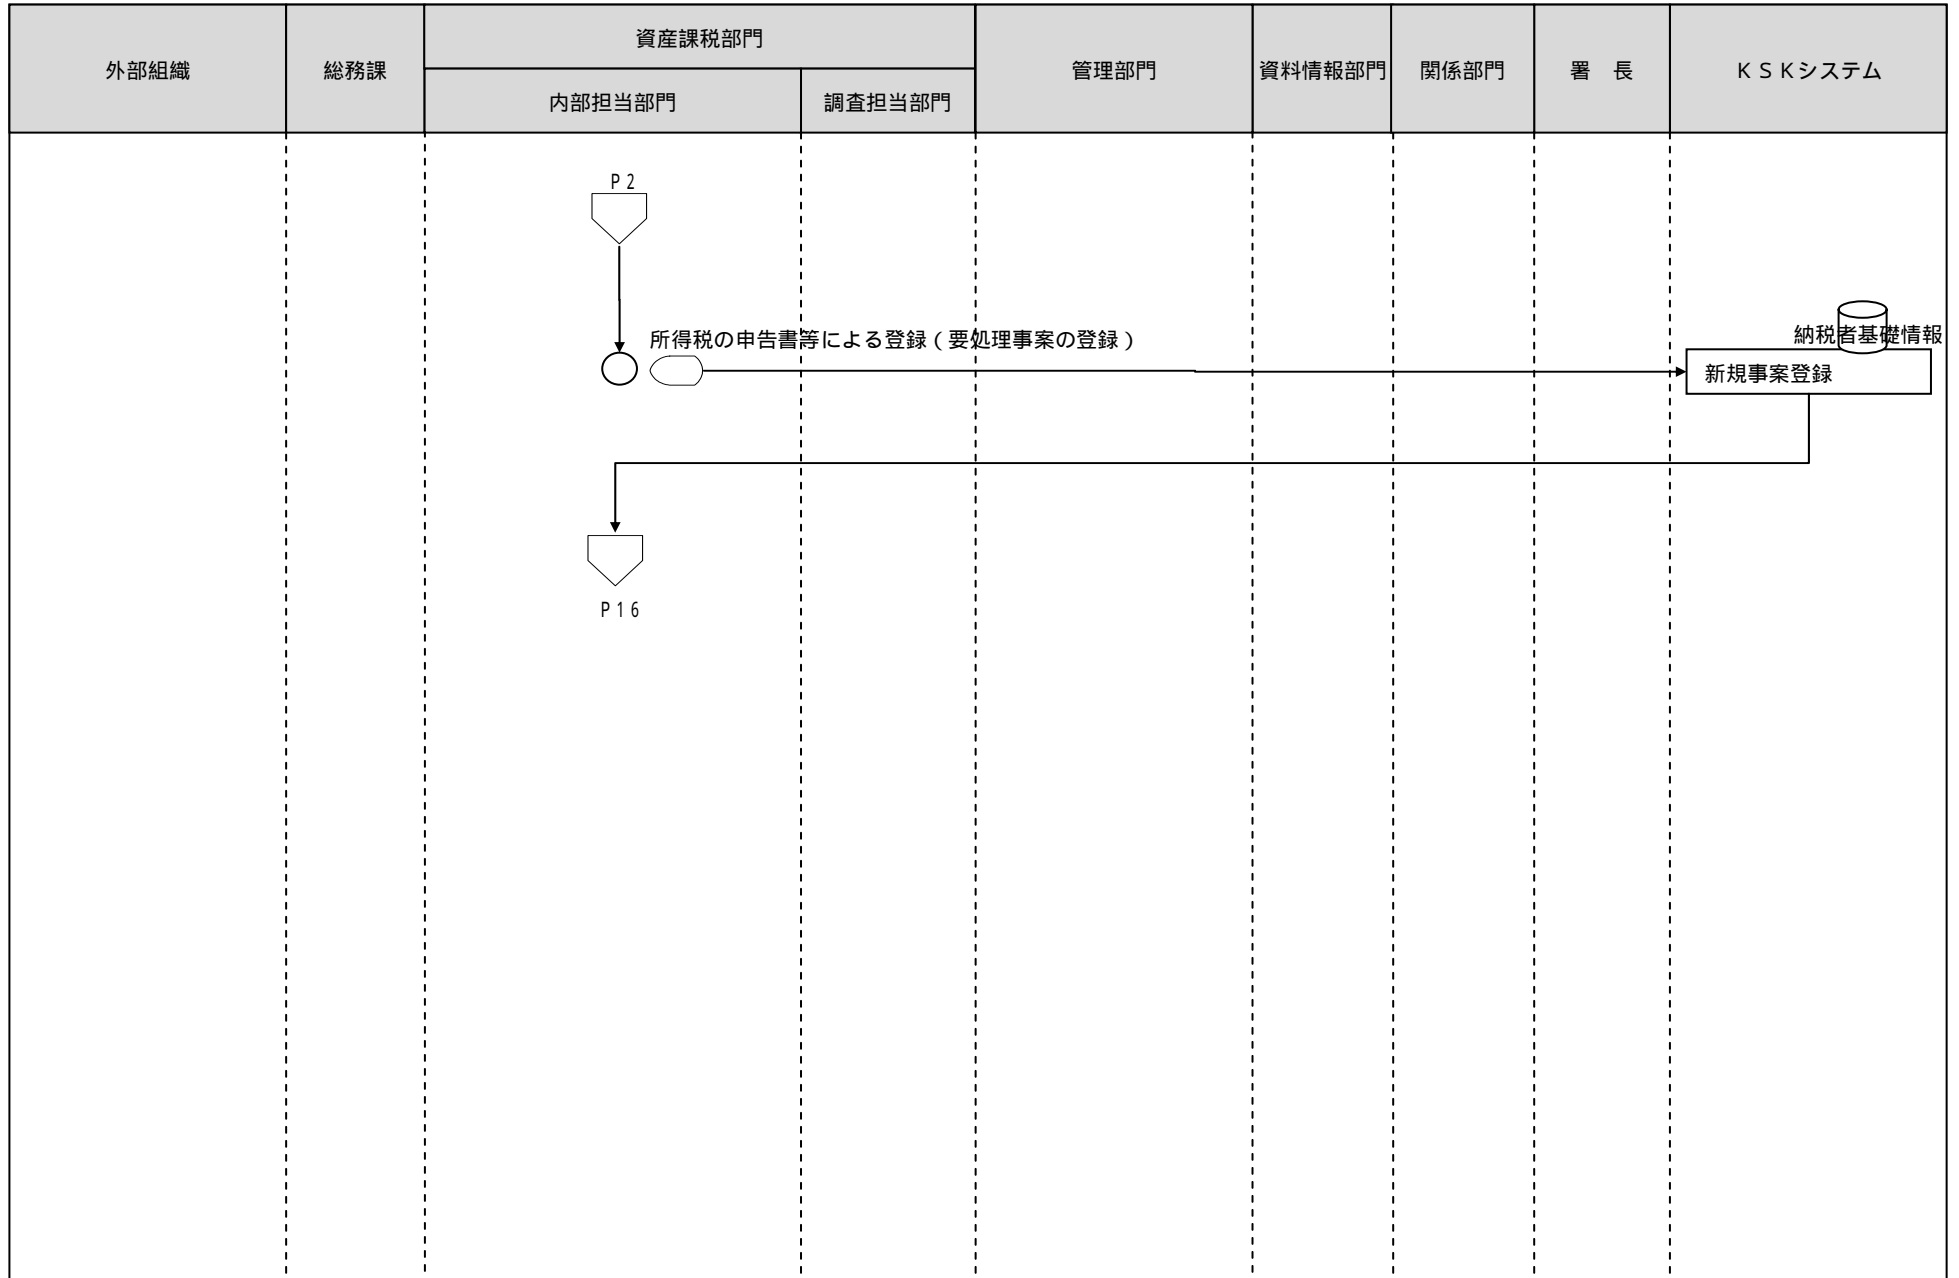 外部組織
総務課
資産課税部門
内部担当部門
調査担当部門
管理部門
資料情報部門
関係部門
署　長
ＫＳＫシステム
Ｐ２
所得税の申告書等による登録（要処理事案の登録）
納税者基礎情報
新規事案登録
Ｐ１６